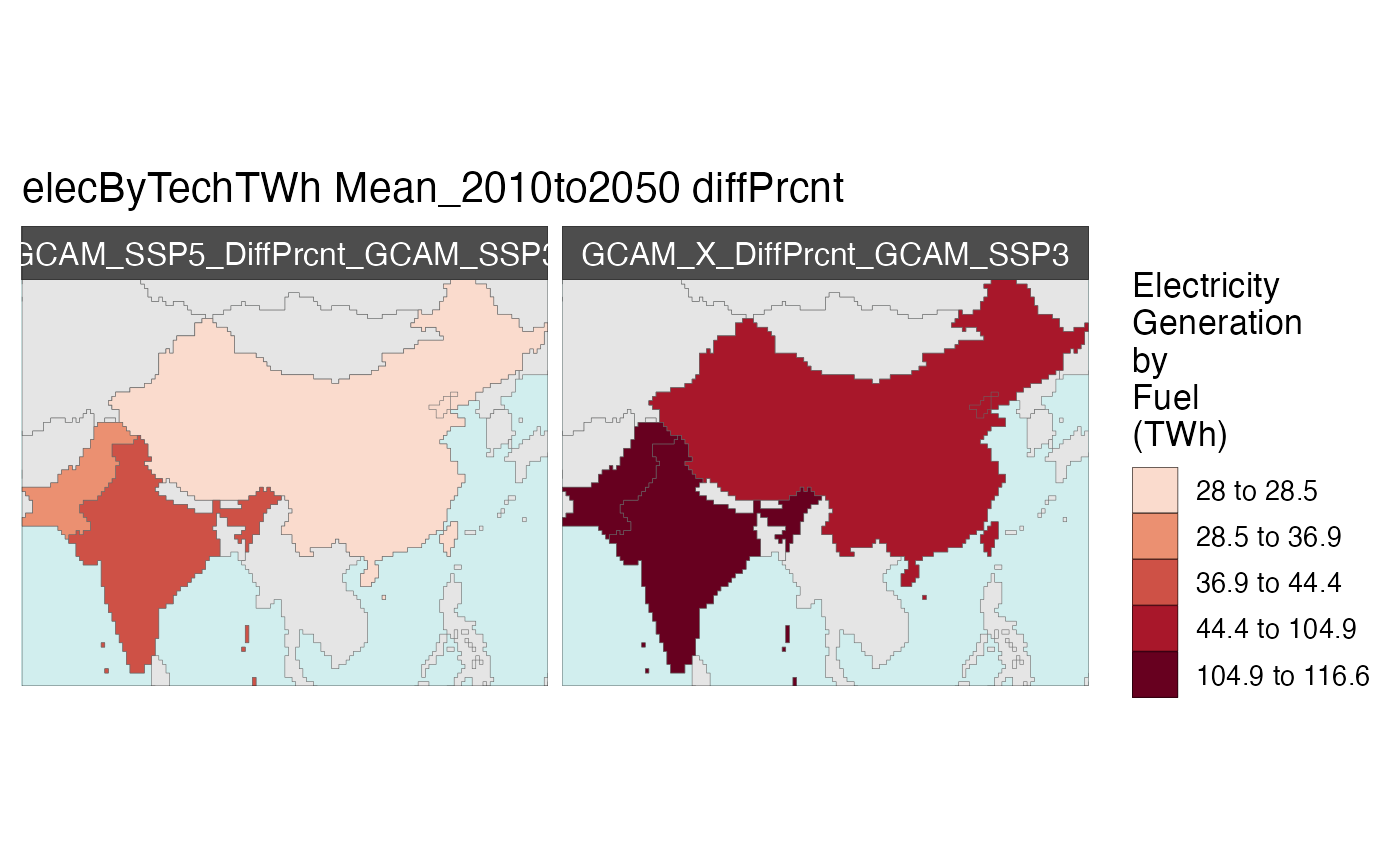 elecByTechTWh Mean_2010to2050 diffPrcnt
GCAM_SSP5_DiffPrcnt_GCAM_SSP3
GCAM_X_DiffPrcnt_GCAM_SSP3
Electricity
Generation
by
Fuel
(TWh)
28 to 28.5
28.5 to 36.9
36.9 to 44.4
44.4 to 104.9
104.9 to 116.6